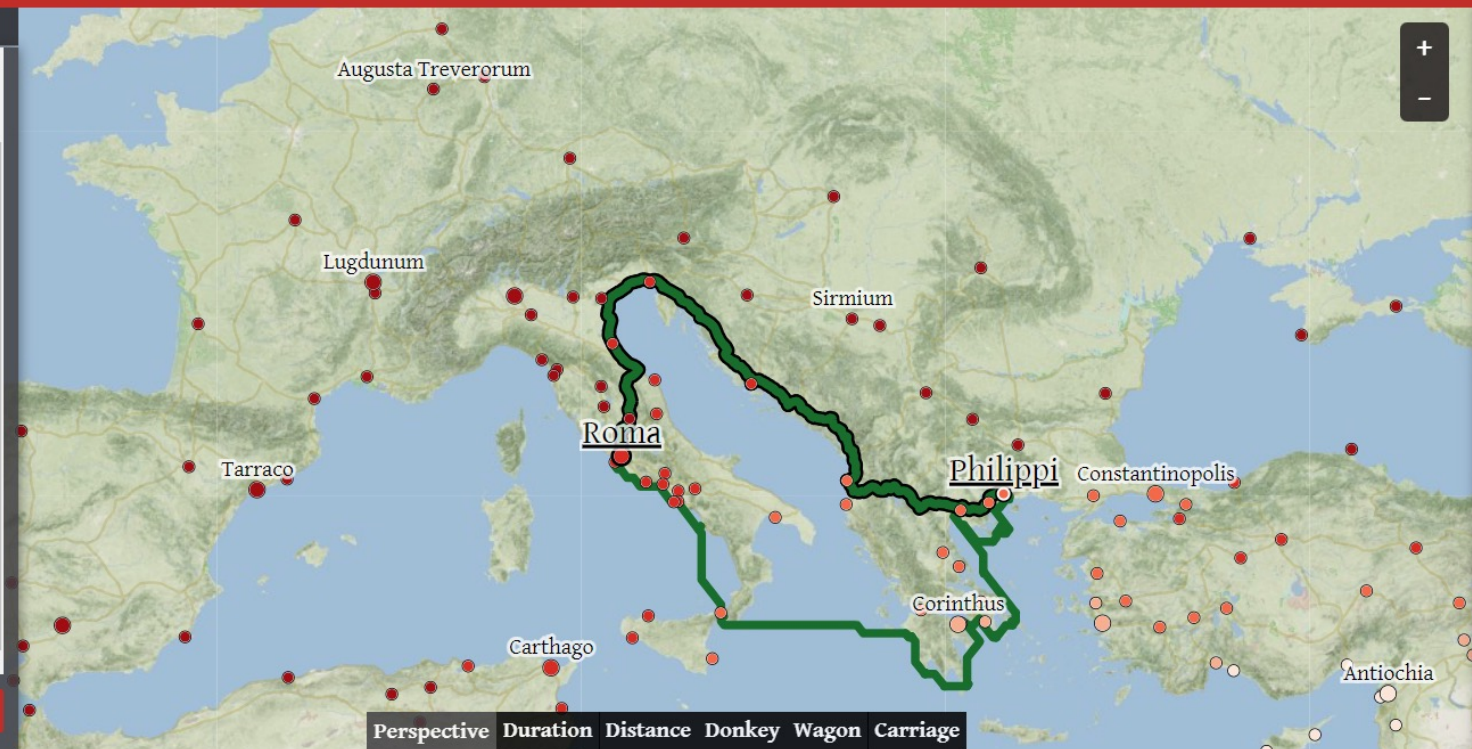 +
Augusta Treverorum
−
Lugdunum
Sirmium
Roma
Philippi
Constantinopolis
Tarraco
Corinthus
Carthago
Antiochia
Perspective Duration Distance Donkey Wagon Carriage